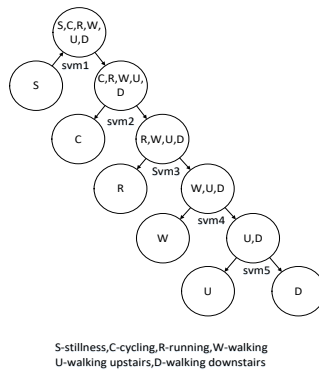 S,C,R,W,
U,D
svm1
S
C,R,W,U,
D
svm2
C
R,W,U,D
Svm3
R
W,U,D
svm4
W
U,D
svm5
U
D
S-stillness,C-cycling,R-running,W-walking
U-walking upstairs,D-walking downstairs